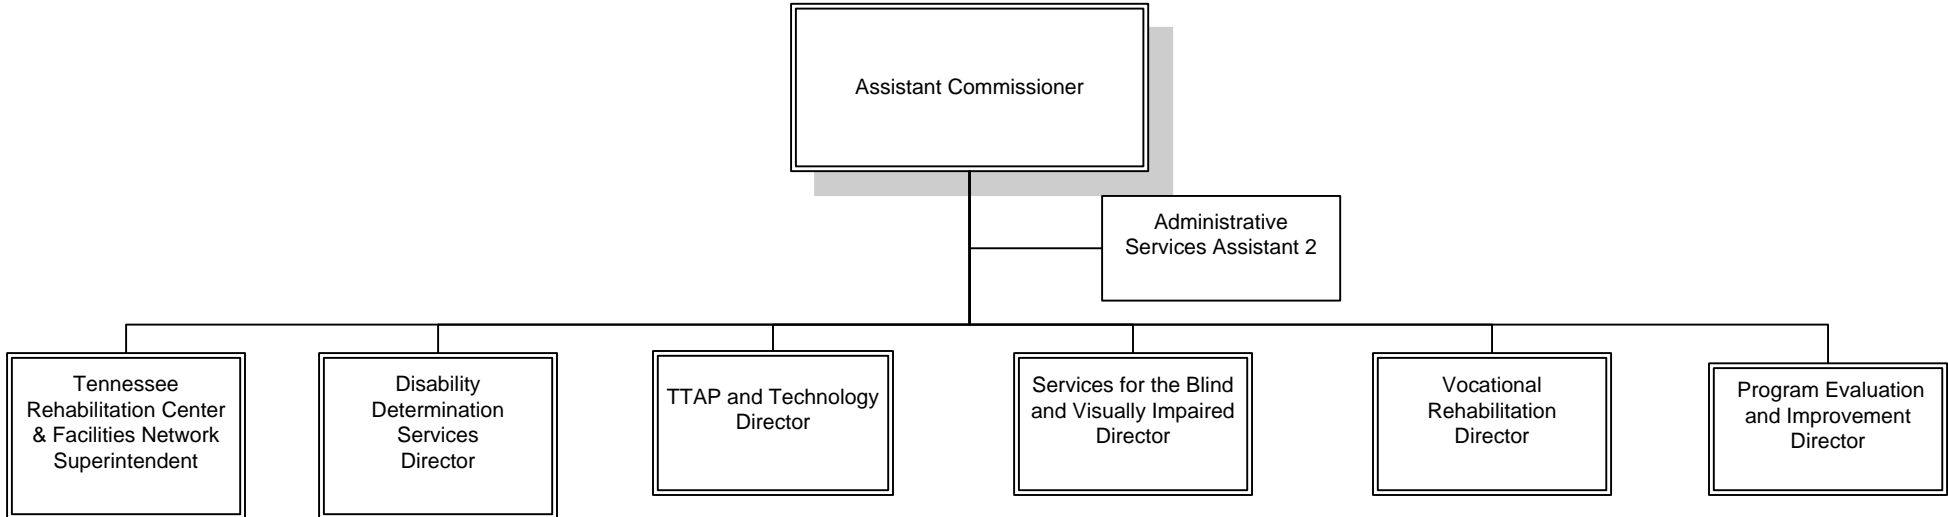 Assistant Commissioner
Administrative
Services Assistant 2
Tennessee
Rehabilitation Center
& Facilities Network
Superintendent
Disability
Determination
Services
Director
TTAP and Technology
Director
Services for the Blind
and Visually Impaired
Director
Vocational
Rehabilitation
Director
Program Evaluation
and Improvement
Director